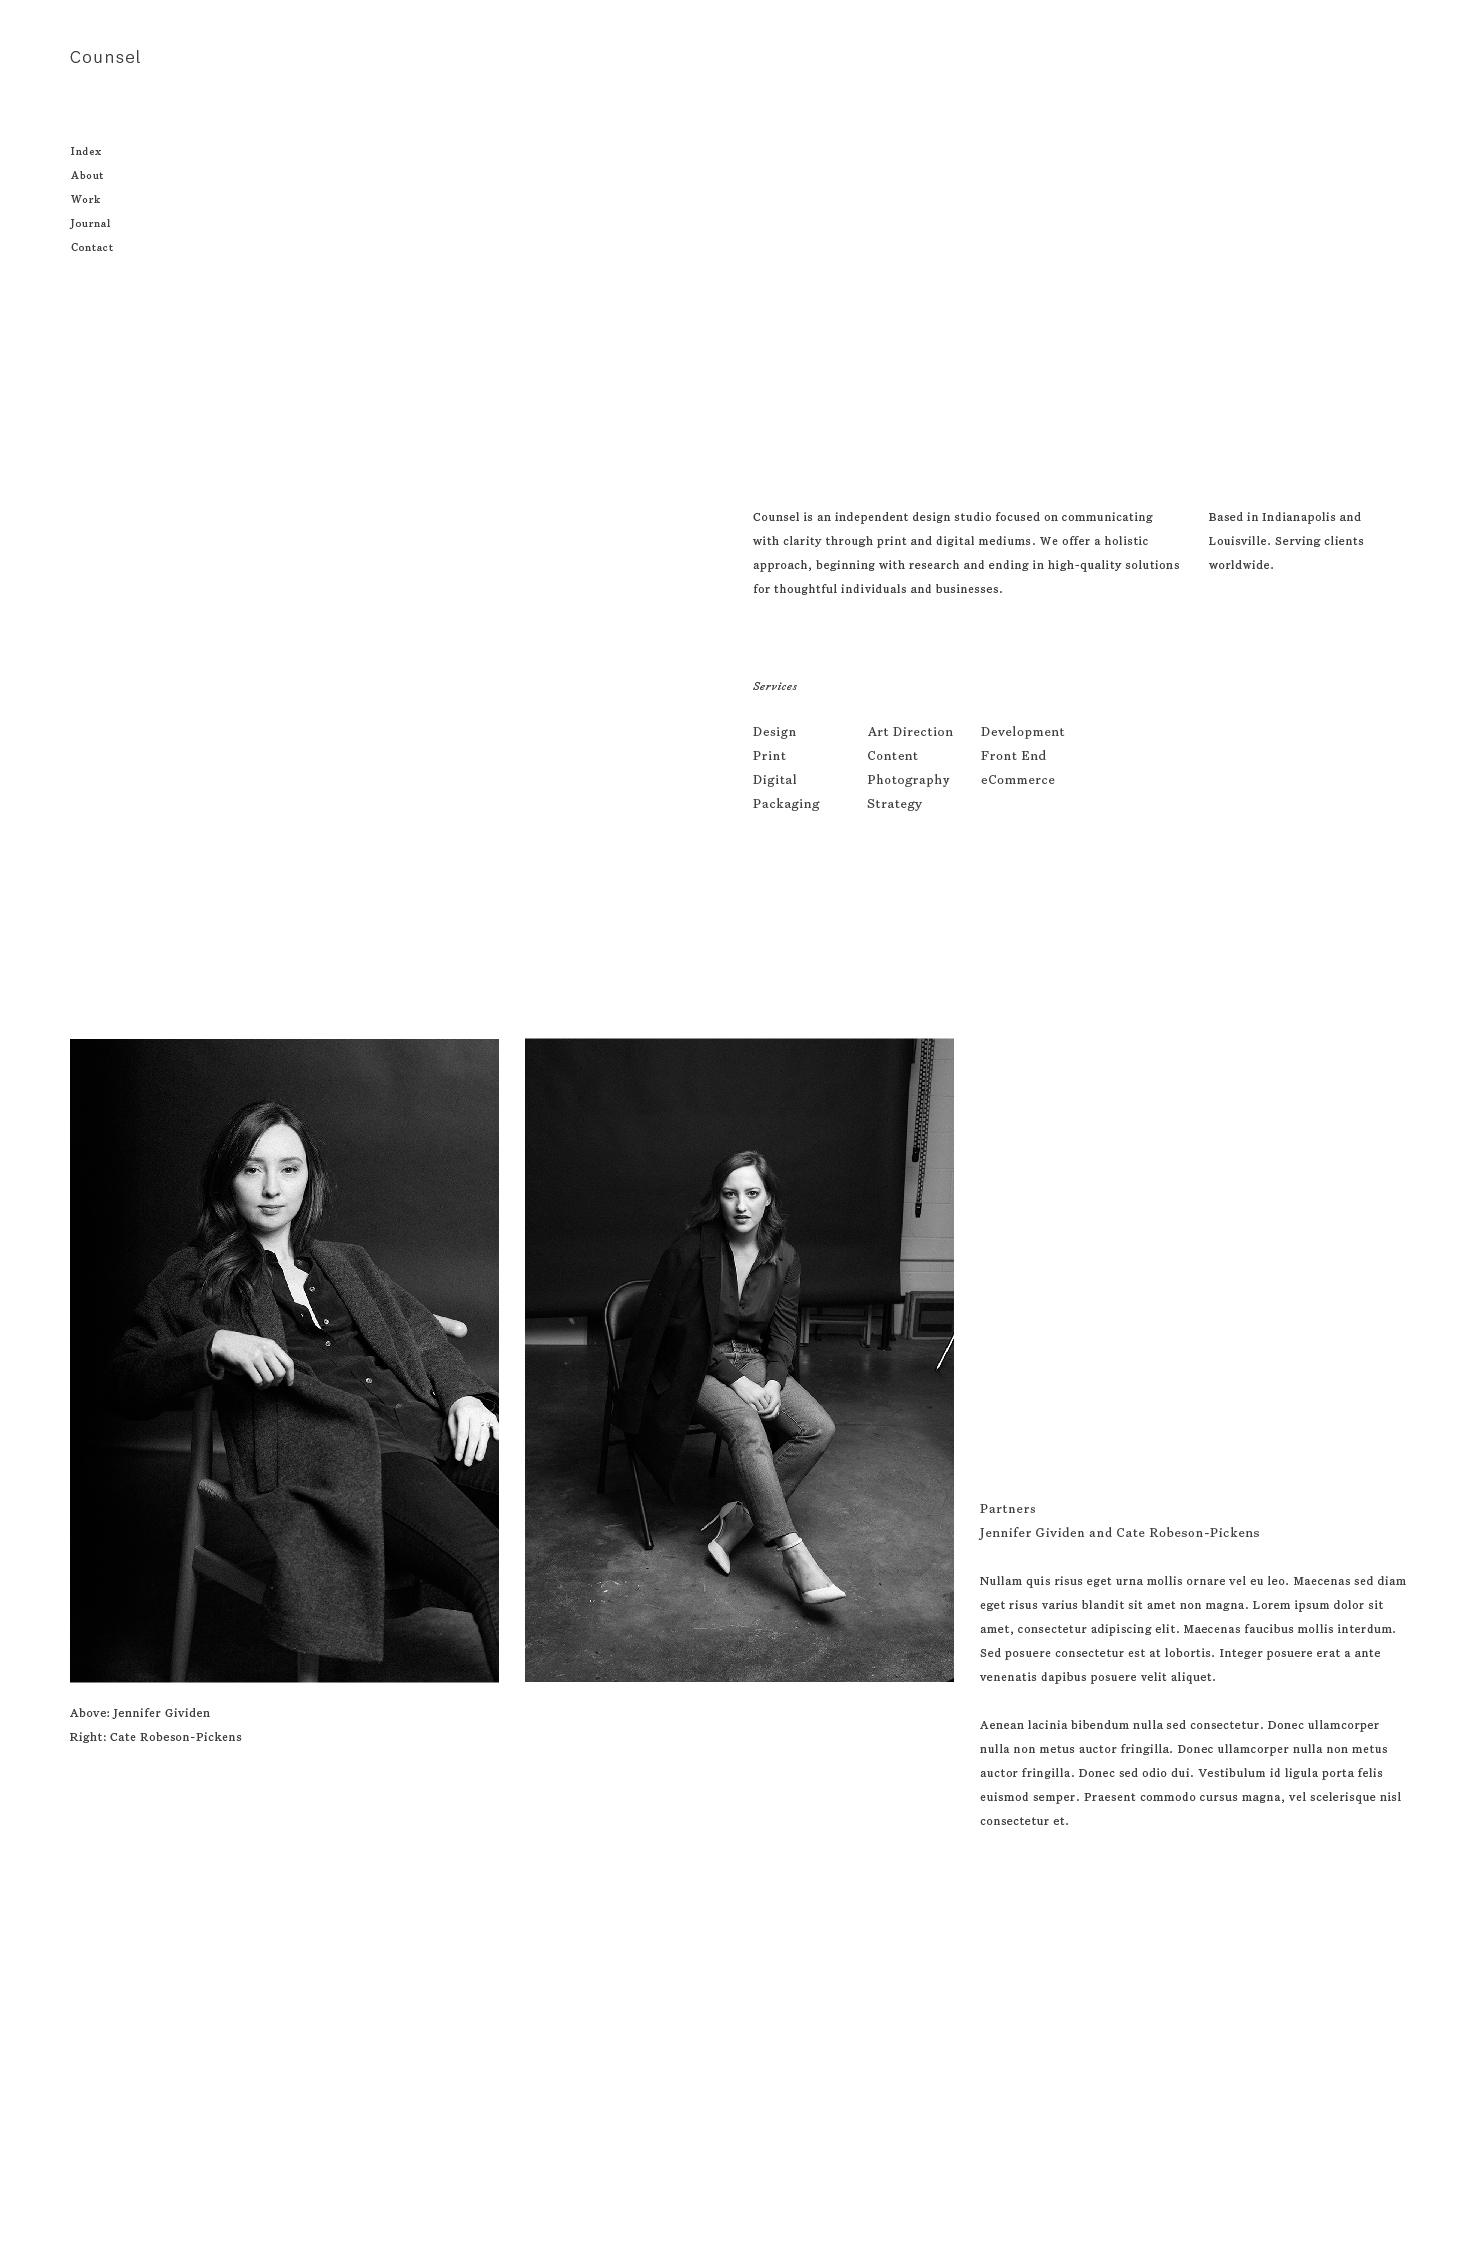 Counsel
Index
About
Work
Journal
Contact
Counsel is an independent design studio focused on communicating
with clarity through print and digital mediums. We offer a holistic
approach, beginning with research and ending in high-quality solutions
for thoughtful individuals and businesses.
Based in Indianapolis and
Louisville. Serving clients
worldwide.
Services
Design
Print
Digital
Packaging
Art Direction
Content
Photography
Strategy
Development
Front End
eCommerce
Partners
Jennifer Gividen and Cate Robeson-Pickens
Nullam quis risus eget urna mollis ornare vel eu leo. Maecenas sed diam
eget risus varius blandit sit amet non magna. Lorem ipsum dolor sit
amet, consectetur adipiscing elit. Maecenas faucibus mollis interdum.
Sed posuere consectetur est at lobortis. Integer posuere erat a ante
venenatis dapibus posuere velit aliquet.
Aenean lacinia bibendum nulla sed consectetur. Donec ullamcorper
nulla non metus auctor fringilla. Donec ullamcorper nulla non metus
auctor fringilla. Donec sed odio dui. Vestibulum id ligula porta felis
euismod semper. Praesent commodo cursus magna, vel scelerisque nisl
consectetur et.
Above: Jennifer Gividen
Right: Cate Robeson-Pickens